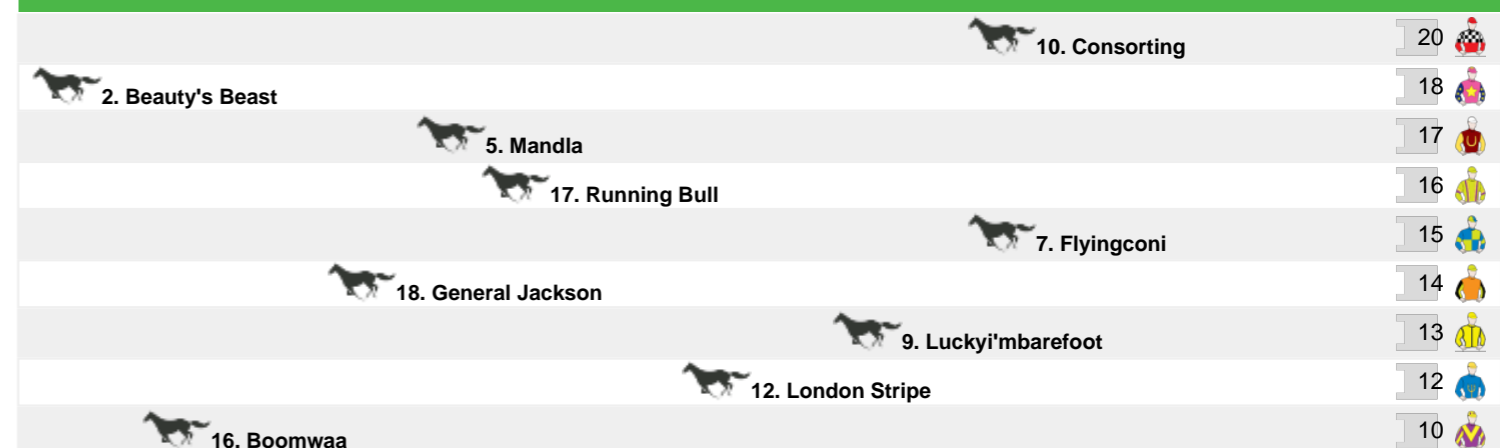 10. Consorting 20
2. Beauty's Beast 18
5. Mandla 17
17. Running Bull 16
7. Flyingconi 15
18. General Jackson 14
9. Luckyi'mbarefoot 13
12. London Stripe 12
16. Boomwaa 10